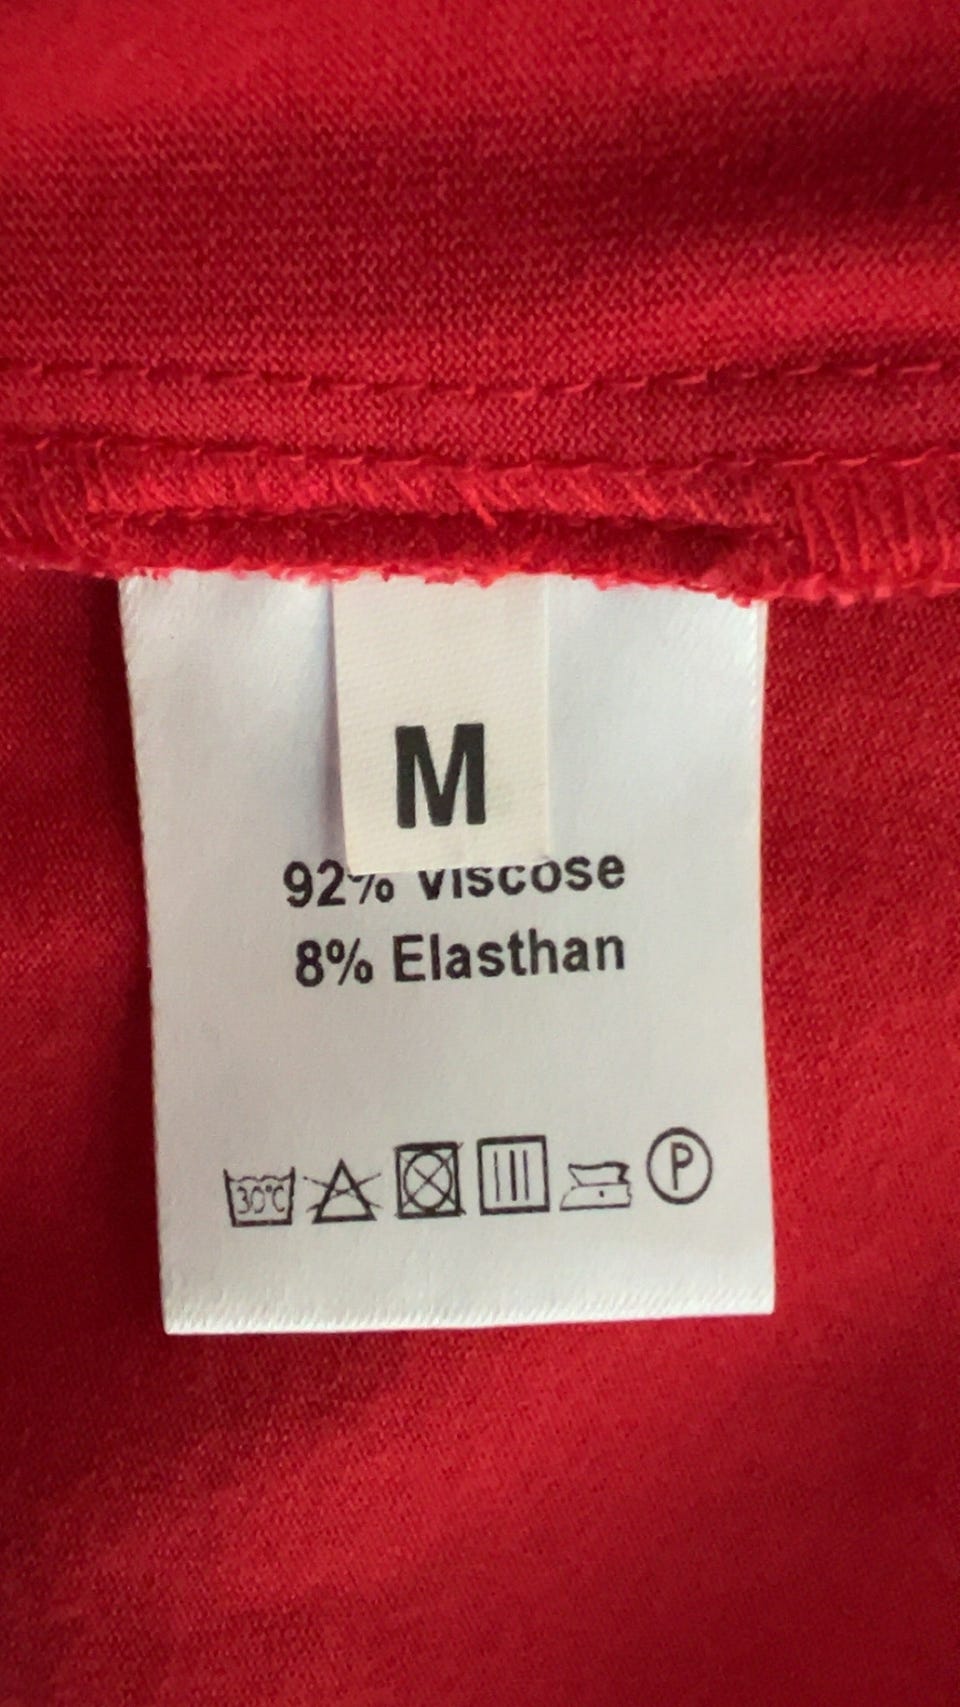 M
92% Viscose
8% Elasthan
30°C
P